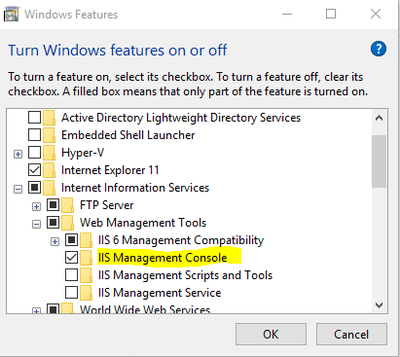 Windows Features
Turn Windows features on or off
?
To turn a feature on, select its checkbox. To turn a feature off, clear its
checkbox. A filled box means that only part of the feature is turned on.
Active Directory Lightweight Directory Services
Embedded Shell Launcher
Hyper-V
Internet Explorer 11
Internet Information Services
FTP Server
Web Management Tools
IIS 6 Management Compatibility
IIS Management Console
IIS Management Scripts and Tools
IIS Management Service
World Wide Web Services
OK Cancel